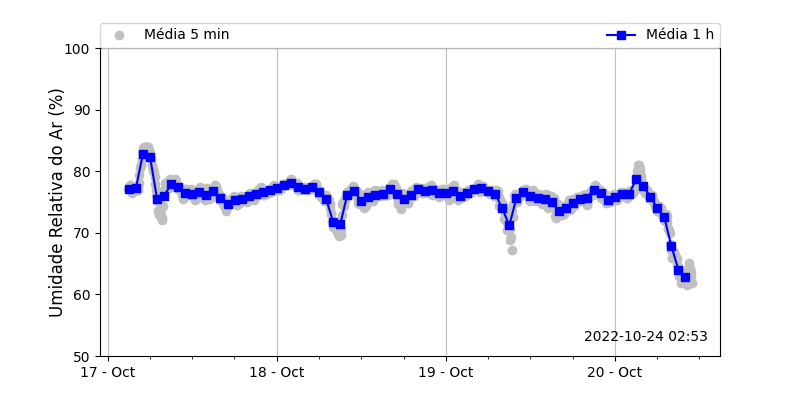 Média 5 min
Média 1 h
Umidade Relativa do Ar (%)
100
90
80
70
60
50
2022-10-24 02:53
17 - Oct
18 - Oct
19 - Oct
20 - Oct